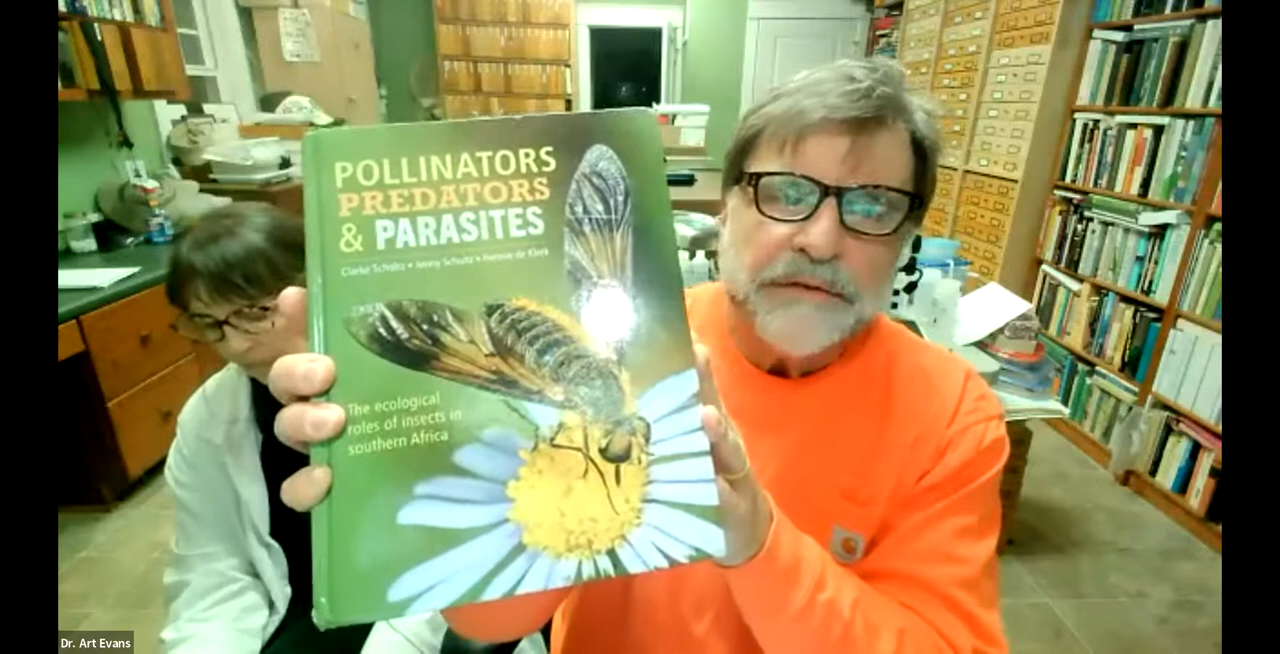 POLLINATORS
PREDATORS
& PARASITES
Clarke Scholtz • Jenny Scholtz • Hennie de Klerk
The ecological
roles of insects in
southern Africa
Dr. Art Evans